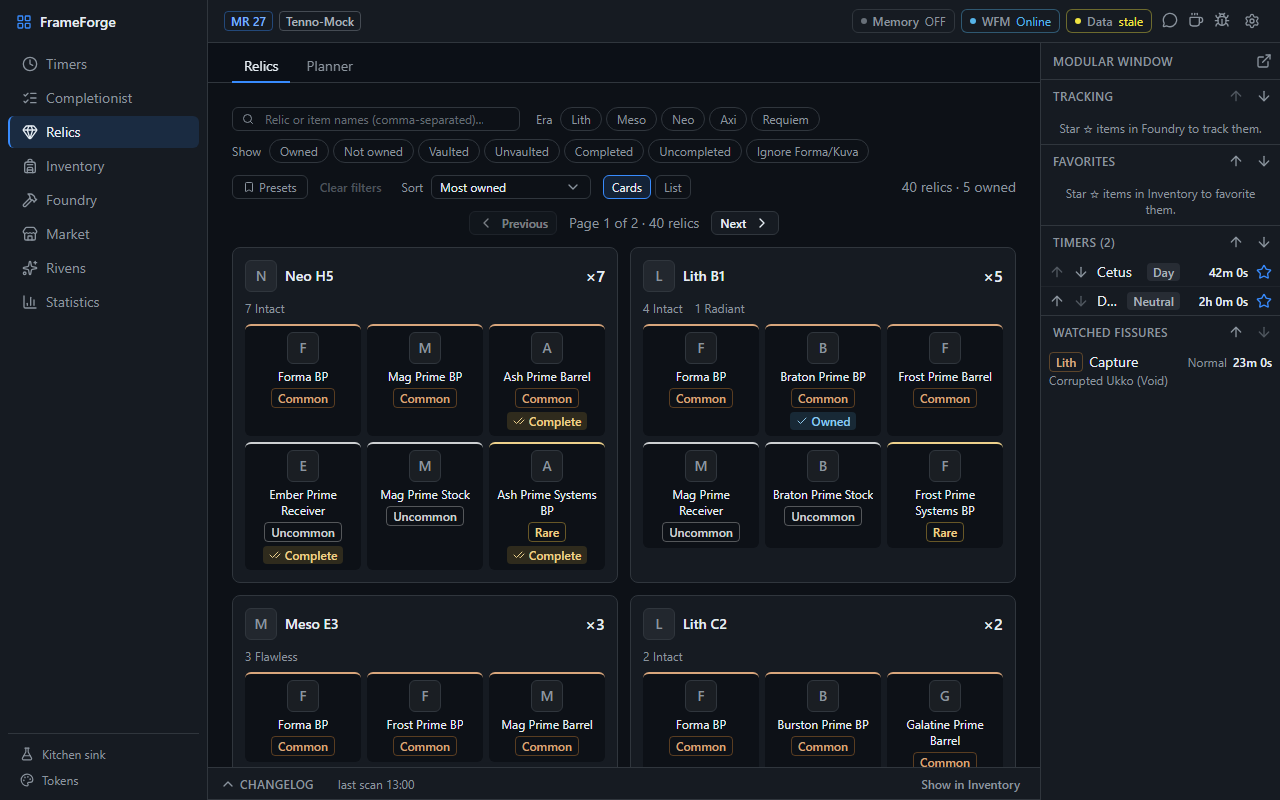 FrameForge
MR 27
Tenno-Mock
Memory OFF
WFM Online
Data stale
Timers
Completionist
Relics
Inventory
Foundry
Market
Rivens
Statistics
Kitchen sink
Tokens
Relics
Planner
Relic or item names (comma-separated)...
Era
Lith
Meso
Neo
Axi
Requiem
Show
Owned
Not owned
Vaulted
Unvaulted
Completed
Uncompleted
Ignore Forma/Kuva
Presets
Clear filters
Sort
Most owned
Cards
List
40 relics · 5 owned
Previous
Page 1 of 2 · 40 relics
Next
N
Neo H5
×7
7 Intact
F
Forma BP
Common
M
Mag Prime BP
Common
A
Ash Prime Barrel
Common
Complete
E
Ember Prime
Receiver
Uncommon
Complete
M
Mag Prime Stock
Uncommon
A
Ash Prime Systems
BP
Rare
Complete
L
Lith B1
×5
4 Intact 1 Radiant
F
Forma BP
Common
B
Braton Prime BP
Common
Owned
F
Frost Prime Barrel
Common
M
Mag Prime
Receiver
Uncommon
B
Braton Prime Stock
Uncommon
F
Frost Prime
Systems BP
Rare
M
Meso E3
×3
3 Flawless
F
Forma BP
Common
F
Frost Prime BP
Common
M
Mag Prime Barrel
Common
L
Lith C2
×2
2 Intact
F
Forma BP
Common
B
Burston Prime BP
Common
G
Galatine Prime
Barrel
Common
CHANGELOG
last scan 13:00
Show in Inventory
MODULAR WINDOW
TRACKING
Star ☆ items in Foundry to track them.
FAVORITES
Star ☆ items in Inventory to favorite
them.
TIMERS (2)
Cetus Day 42m 0s
D... Neutral 2h 0m 0s
WATCHED FISSURES
Lith Capture Normal 23m 0s
Corrupted Ukko (Void)